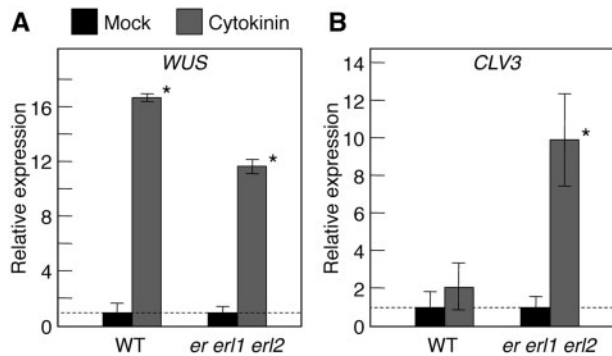 A
Mock
Cytokinin
B
WUS
Relative expression
16
12
8
4
0
*
*
WT
er erl1 erl2
CLV3
Relative expression
14
12
10
8
6
4
2
0
*
WT
er erl1 erl2